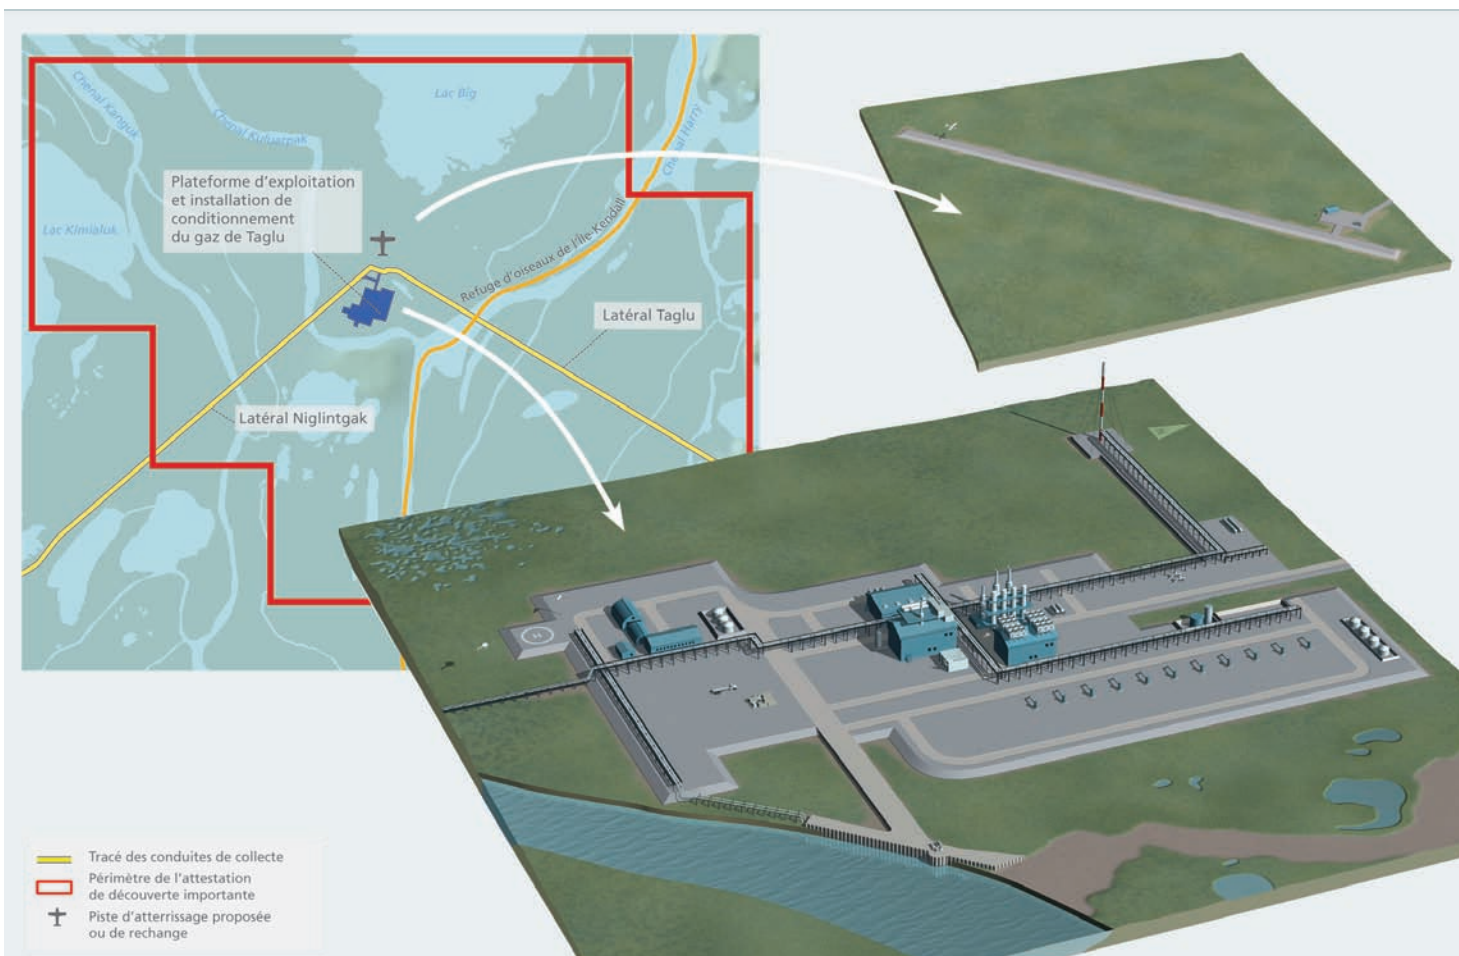 Lac Big
Chenal Kanguk
Chenal Kuluarpak
Chenal Harry
Plateforme d'exploitation
et installation de
conditionnement
du gaz de Taglu
Lac Kimialuk
Refuge d'oiseaux de l'Île-Kendall
Latéral Taglu
Latéral Niglintgak
H
Tracé des conduites de collecte
Périmètre de l'attestation
de découverte importante
Piste d'atterrissage proposée
ou de rechange